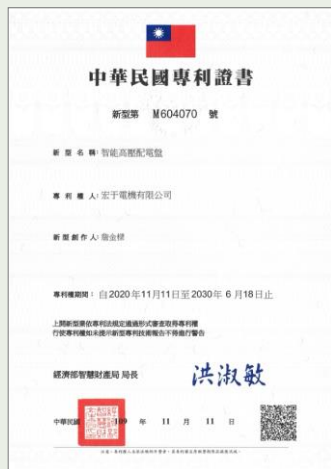 中華民國專利證書
新型第 M604070 號
新 型 名 稱：智能高壓配電盤
專 利 權 人：宏于電機有限公司
新 型 創 作 人：詹金樑
專利權期間：自2020年11月11日至2030年6月18日止
上開新型業依專利法規定通過形式審查取得專利權
行使專利權如未提示新型專利技術報告不得進行警告
經濟部智慧財產局 局長 洪淑敏
中華民國 109 年 11 月 11 日